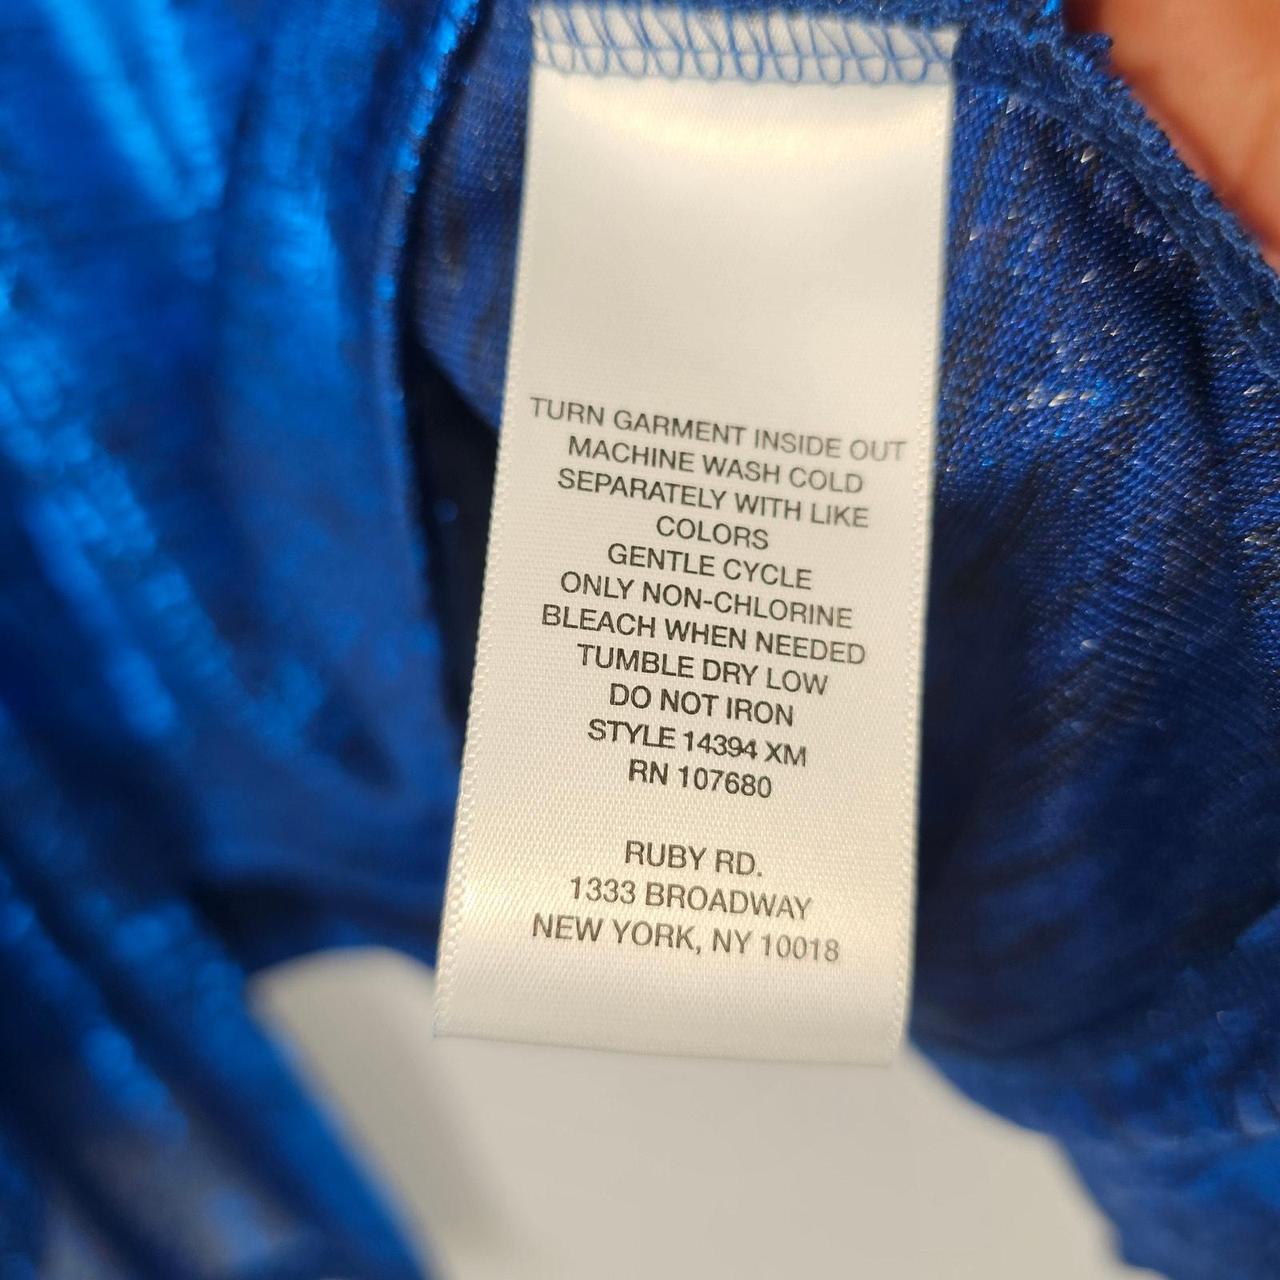 TURN GARMENT INSIDE OUT
MACHINE WASH COLD
SEPARATELY WITH LIKE
COLORS
GENTLE CYCLE
ONLY NON-CHLORINE
BLEACH WHEN NEEDED
TUMBLE DRY LOW
DO NOT IRON
STYLE 14394 XM
RN 107680
RUBY RD.
1333 BROADWAY
NEW YORK, NY 10018